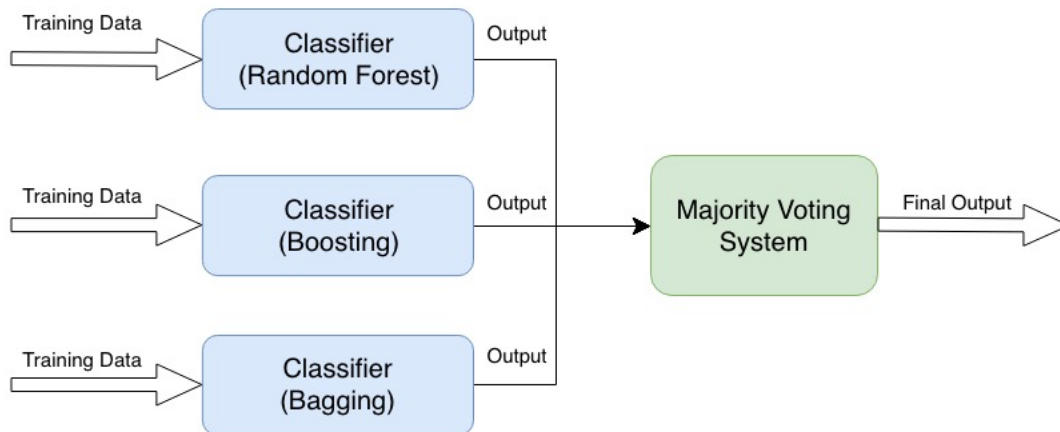 Training Data
Classifier
(Random Forest)
Output
Training Data
Classifier
(Boosting)
Output
Majority Voting
System
Final Output
Training Data
Classifier
(Bagging)
Output